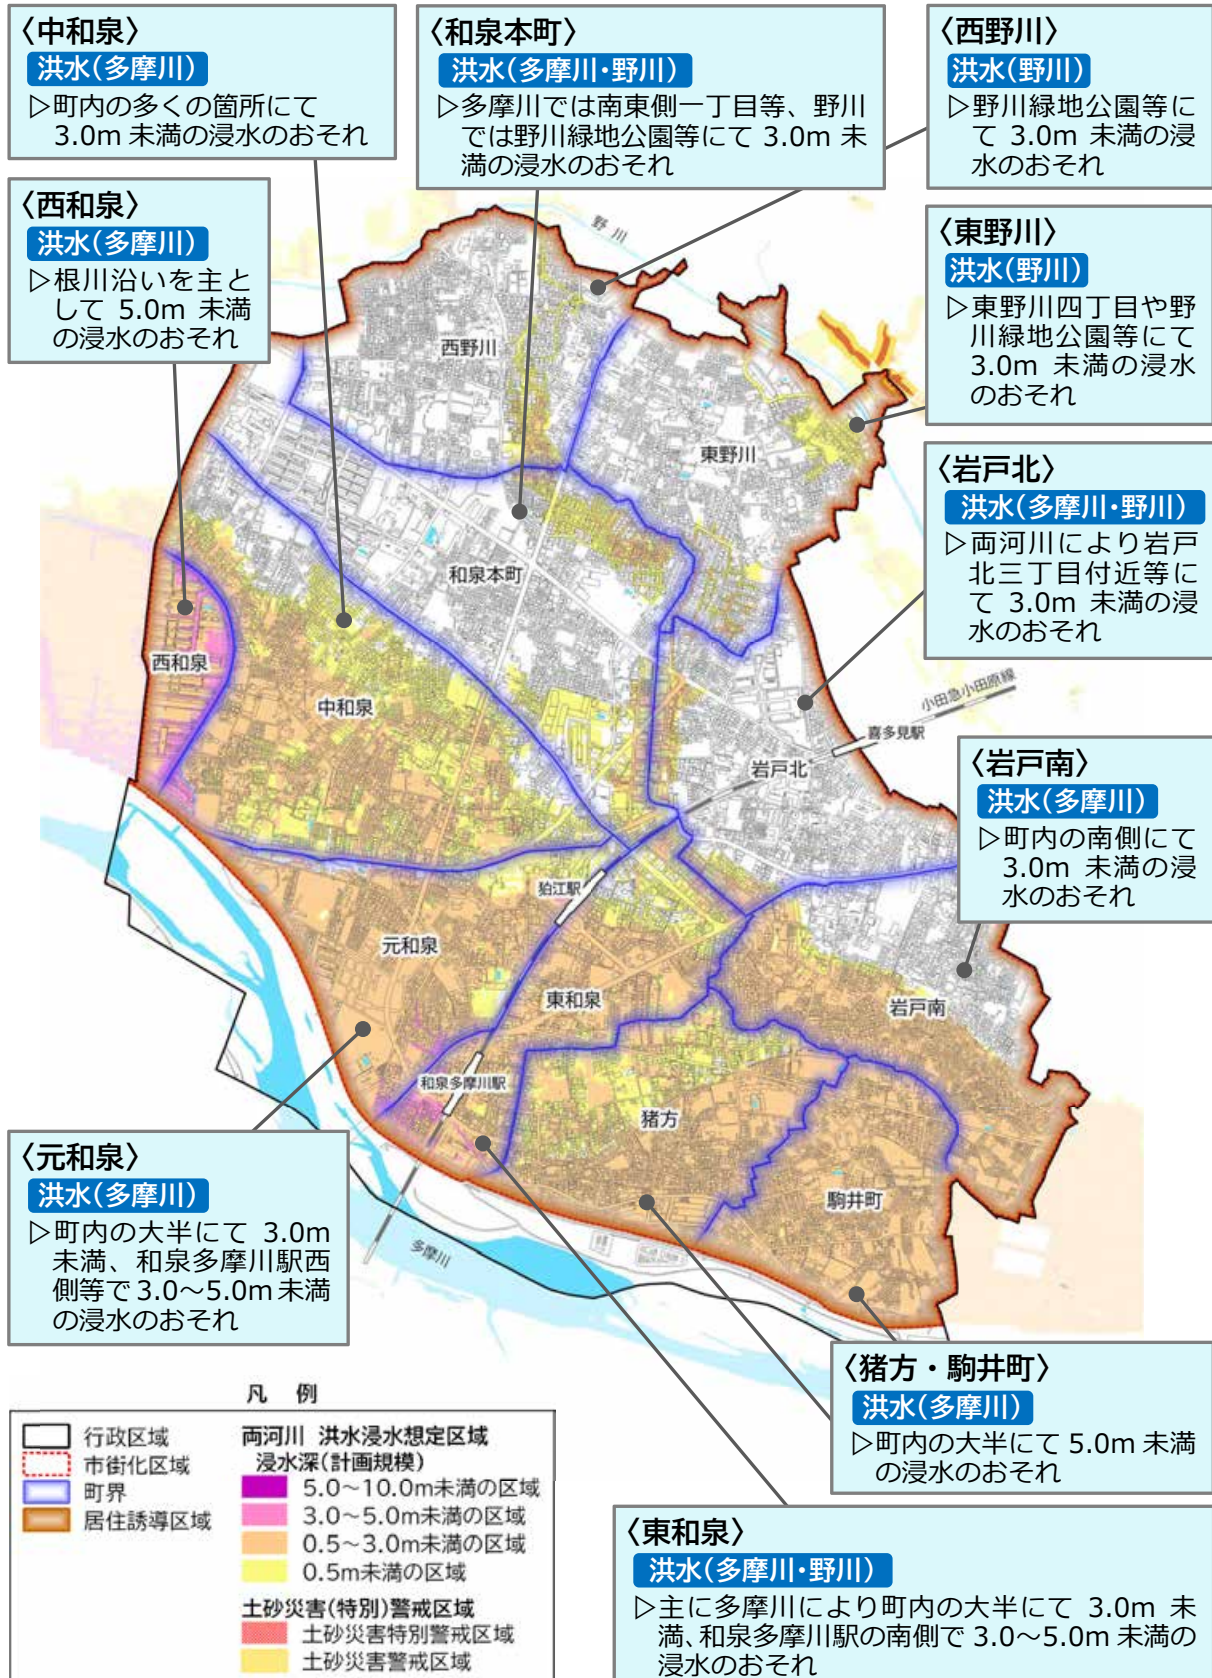 〈中和泉〉
洪水(多摩川)
▷町内の多くの箇所にて
3.0m 未満の浸水のおそれ
〈和泉本町〉
洪水(多摩川・野川)
▷多摩川では南東側一丁目等、野川
では野川緑地公園等にて 3.0m 未
満の浸水のおそれ
〈西野川〉
洪水(野川)
▷野川緑地公園等に
て 3.0m 未満の浸
水のおそれ
〈西和泉〉
洪水(多摩川)
▷根川沿いを主と
して 5.0m 未満
の浸水のおそれ
〈東野川〉
洪水(野川)
▷東野川四丁目や野
川緑地公園等にて
3.0m 未満の浸水
のおそれ
〈岩戸北〉
洪水(多摩川・野川)
▷両河川により岩戸
北三丁目付近等に
て 3.0m 未満の浸
水のおそれ
〈岩戸南〉
洪水(多摩川)
▷町内の南側にて
3.0m 未満の浸
水のおそれ
野川
西野川
東野川
和泉本町
西和泉
中和泉
小田急小田原線
喜多見駅
岩戸北
狛江駅
元和泉
東和泉
岩戸南
和泉多摩川駅
猪方
駒井町
多摩川
〈元和泉〉
洪水(多摩川)
▷町内の大半にて 3.0m
未満、和泉多摩川駅西
側等で3.0～5.0m未満
の浸水のおそれ
〈猪方・駒井町〉
洪水(多摩川)
▷町内の大半にて 5.0m 未満
の浸水のおそれ
〈東和泉〉
洪水(多摩川・野川)
▷主に多摩川により町内の大半にて 3.0m 未
満、和泉多摩川駅の南側で 3.0～5.0m 未満の
浸水のおそれ
凡 例
行政区域
市街化区域
町界
居住誘導区域
両河川 洪水浸水想定区域
浸水深(計画規模)
5.0～10.0m未満の区域
3.0～5.0m未満の区域
0.5～3.0m未満の区域
0.5m未満の区域
土砂災害(特別)警戒区域
土砂災害特別警戒区域
土砂災害警戒区域